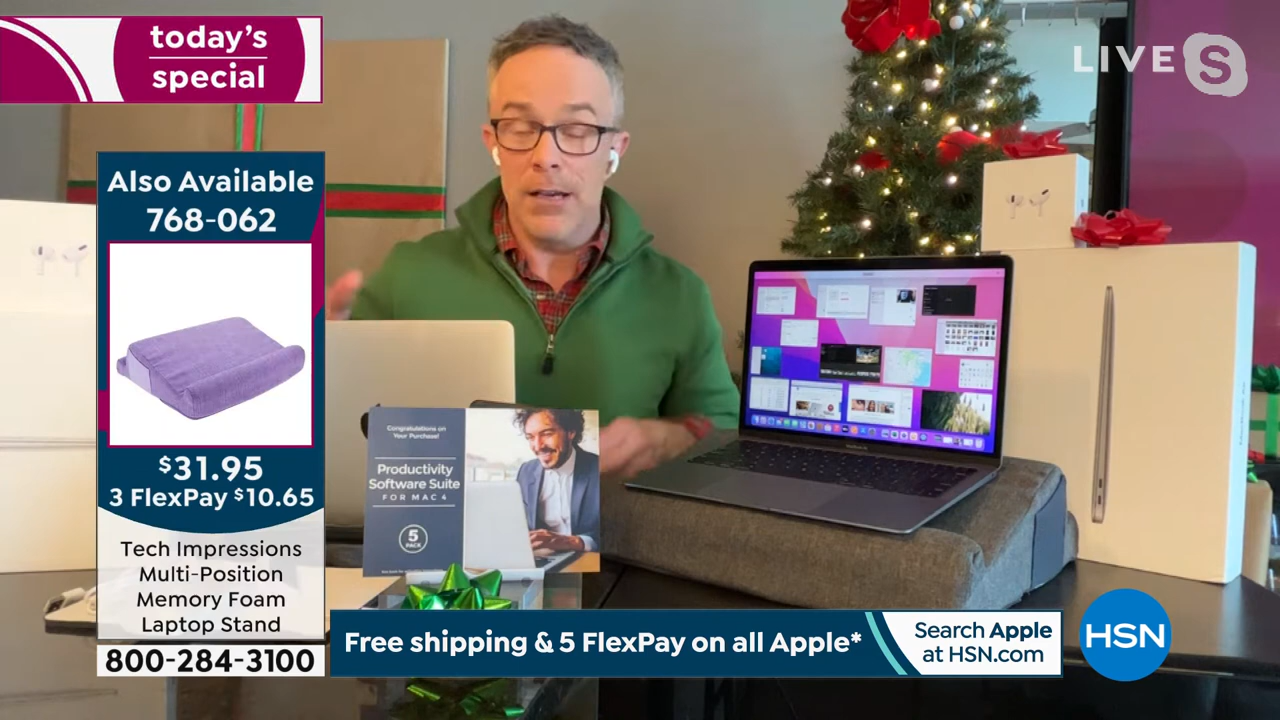 today's
special
LIVE S
Also Available
768-062
$31.95
3 FlexPay $10.65
Tech Impressions
Multi-Position
Memory Foam
Laptop Stand
800-284-3100
Congratulations on
Your Purchase!
Productivity
Software Suite
FOR MAC 4
5
PACK
Free shipping & 5 FlexPay on all Apple*
Search Apple
at HSN.com
HSN